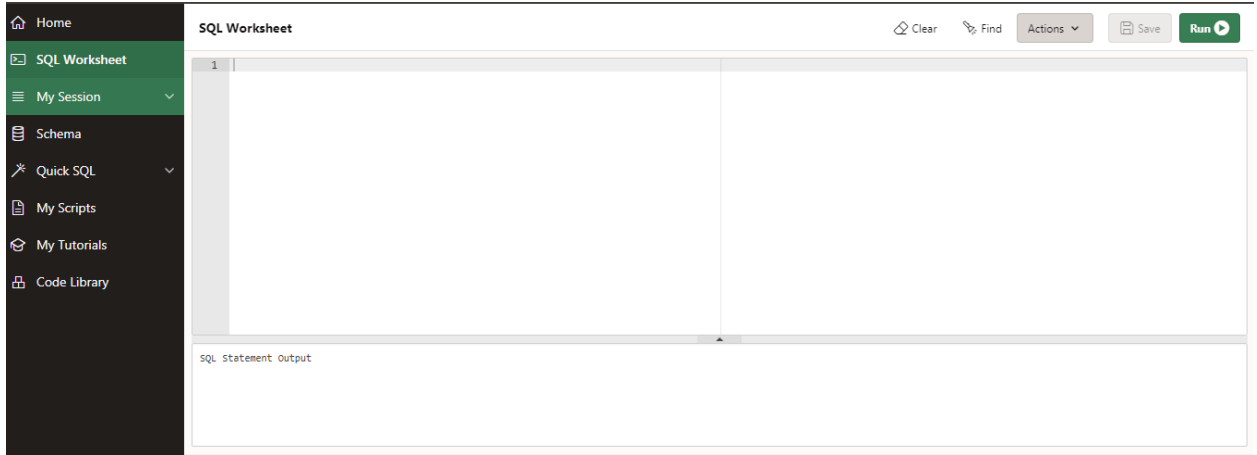 Home
SQL Worksheet
My Session
Schema
Quick SQL
My Scripts
My Tutorials
Code Library
SQL Worksheet
Clear
Find
Actions
Save
Run
1
SQL Statement Output